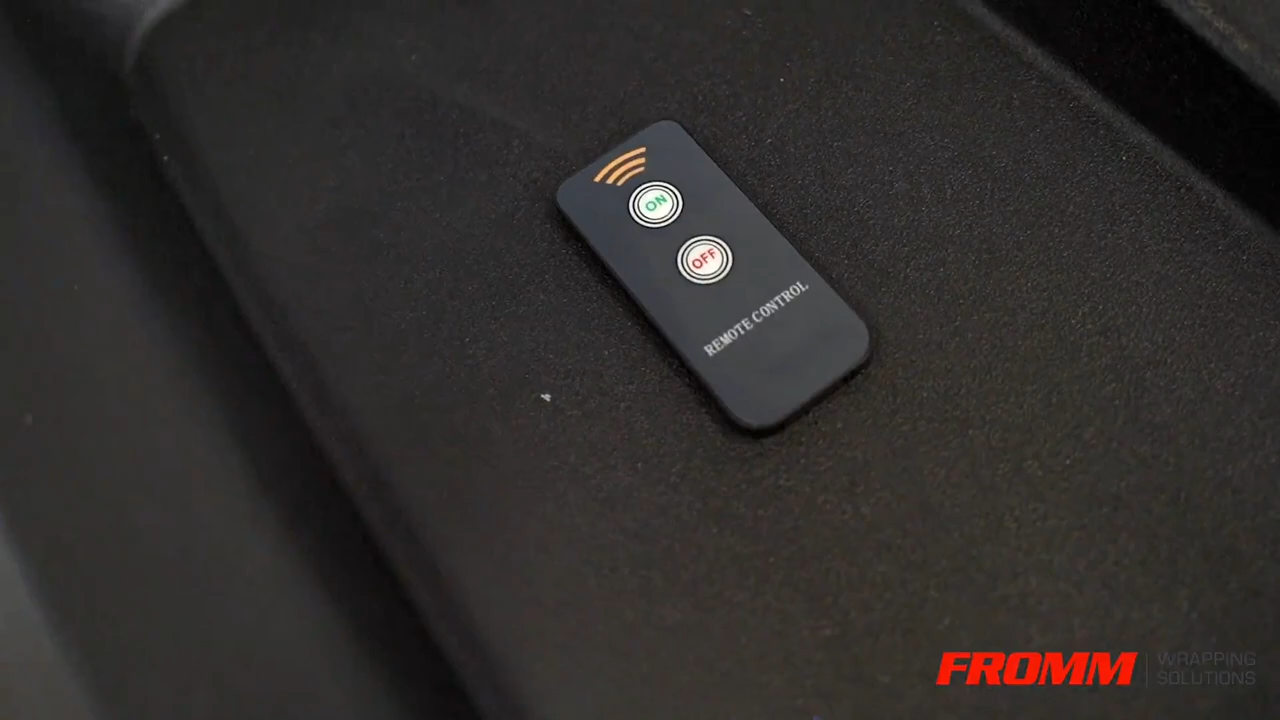 ON
OFF
REMOTE CONTROL
FROMM
WRAPPING
SOLUTIONS